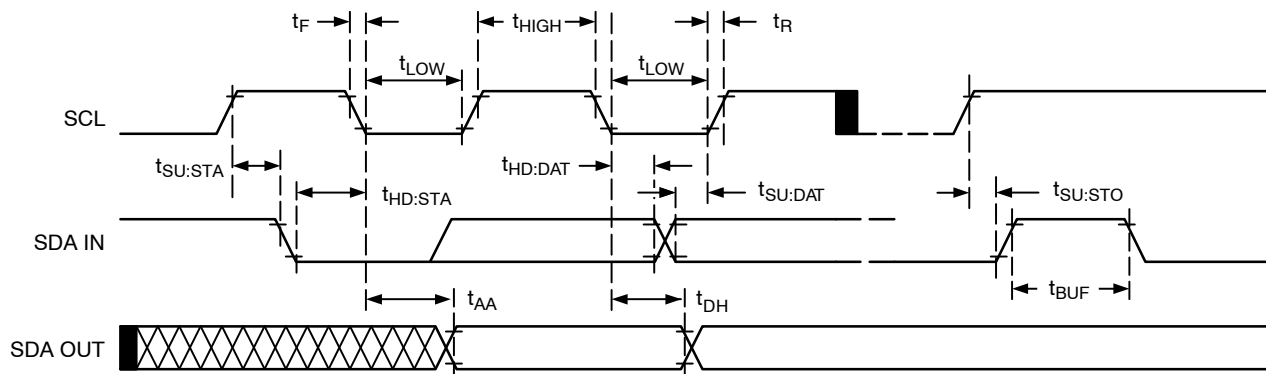 tF tHIGH tR
tLOW tLOW
SCL
tSU:STA tHD:DAT
tHD:STA tSU:DAT tSU:STO
SDA IN
tAA tDH tBUF
SDA OUT